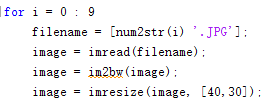 for i = 0 : 9
filename = [num2str(i) '.JPG'];
image = imread(filename);
image = im2bw(image);
image = imresize(image, [40,30]);